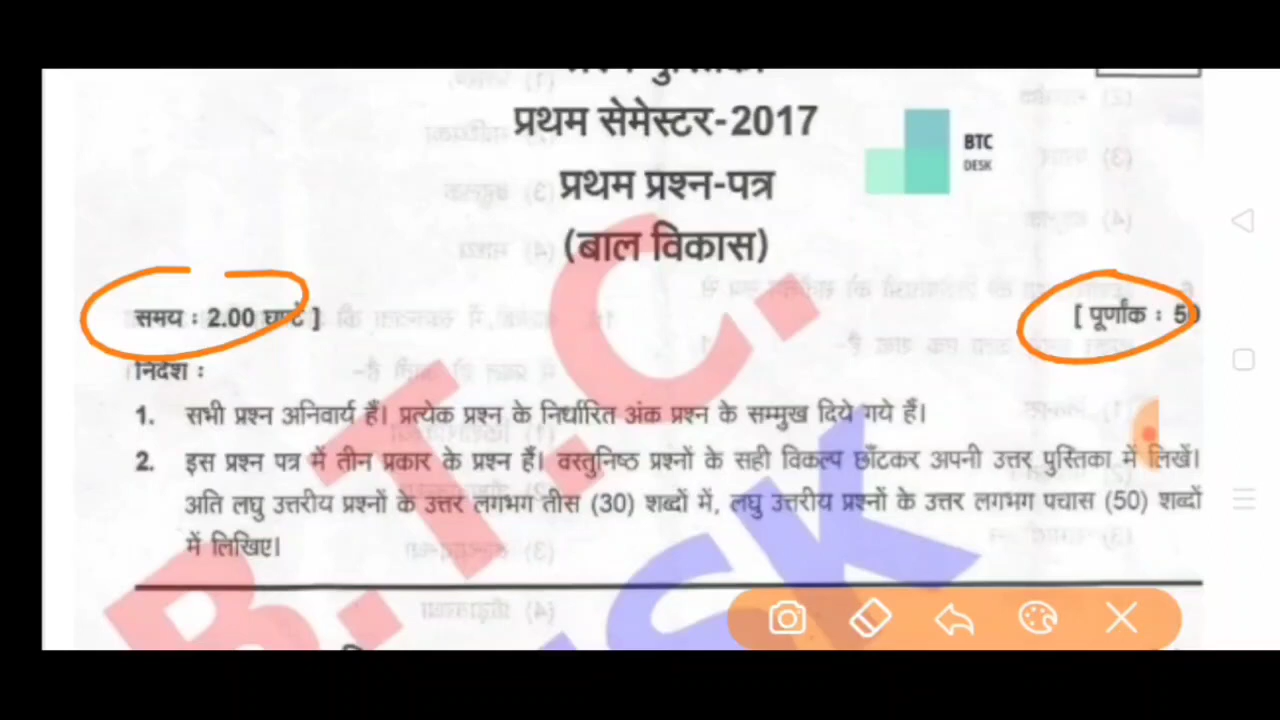 प्रथम सेमेस्टर-2017
प्रथम प्रश्न-पत्र
BTC
DESK
(बाल विकास)
समय : 2.00 घण्टे ]
[ पूर्णांक : 50
निर्देश :
1. सभी प्रश्न अनिवार्य हैं। प्रत्येक प्रश्न के निर्धारित अंक प्रश्न के सम्मुख दिये गये हैं।
2. इस प्रश्न पत्र में तीन प्रकार के प्रश्न हैं। वस्तुनिष्ठ प्रश्नों के सही विकल्प छाँटकर अपनी उत्तर पुस्तिका में लिखें।
अति लघु उत्तरीय प्रश्नों के उत्तर लगभग तीस (30) शब्दों में, लघु उत्तरीय प्रश्नों के उत्तर लगभग पचास (50) शब्दों
में लिखिए।
B.T.C.